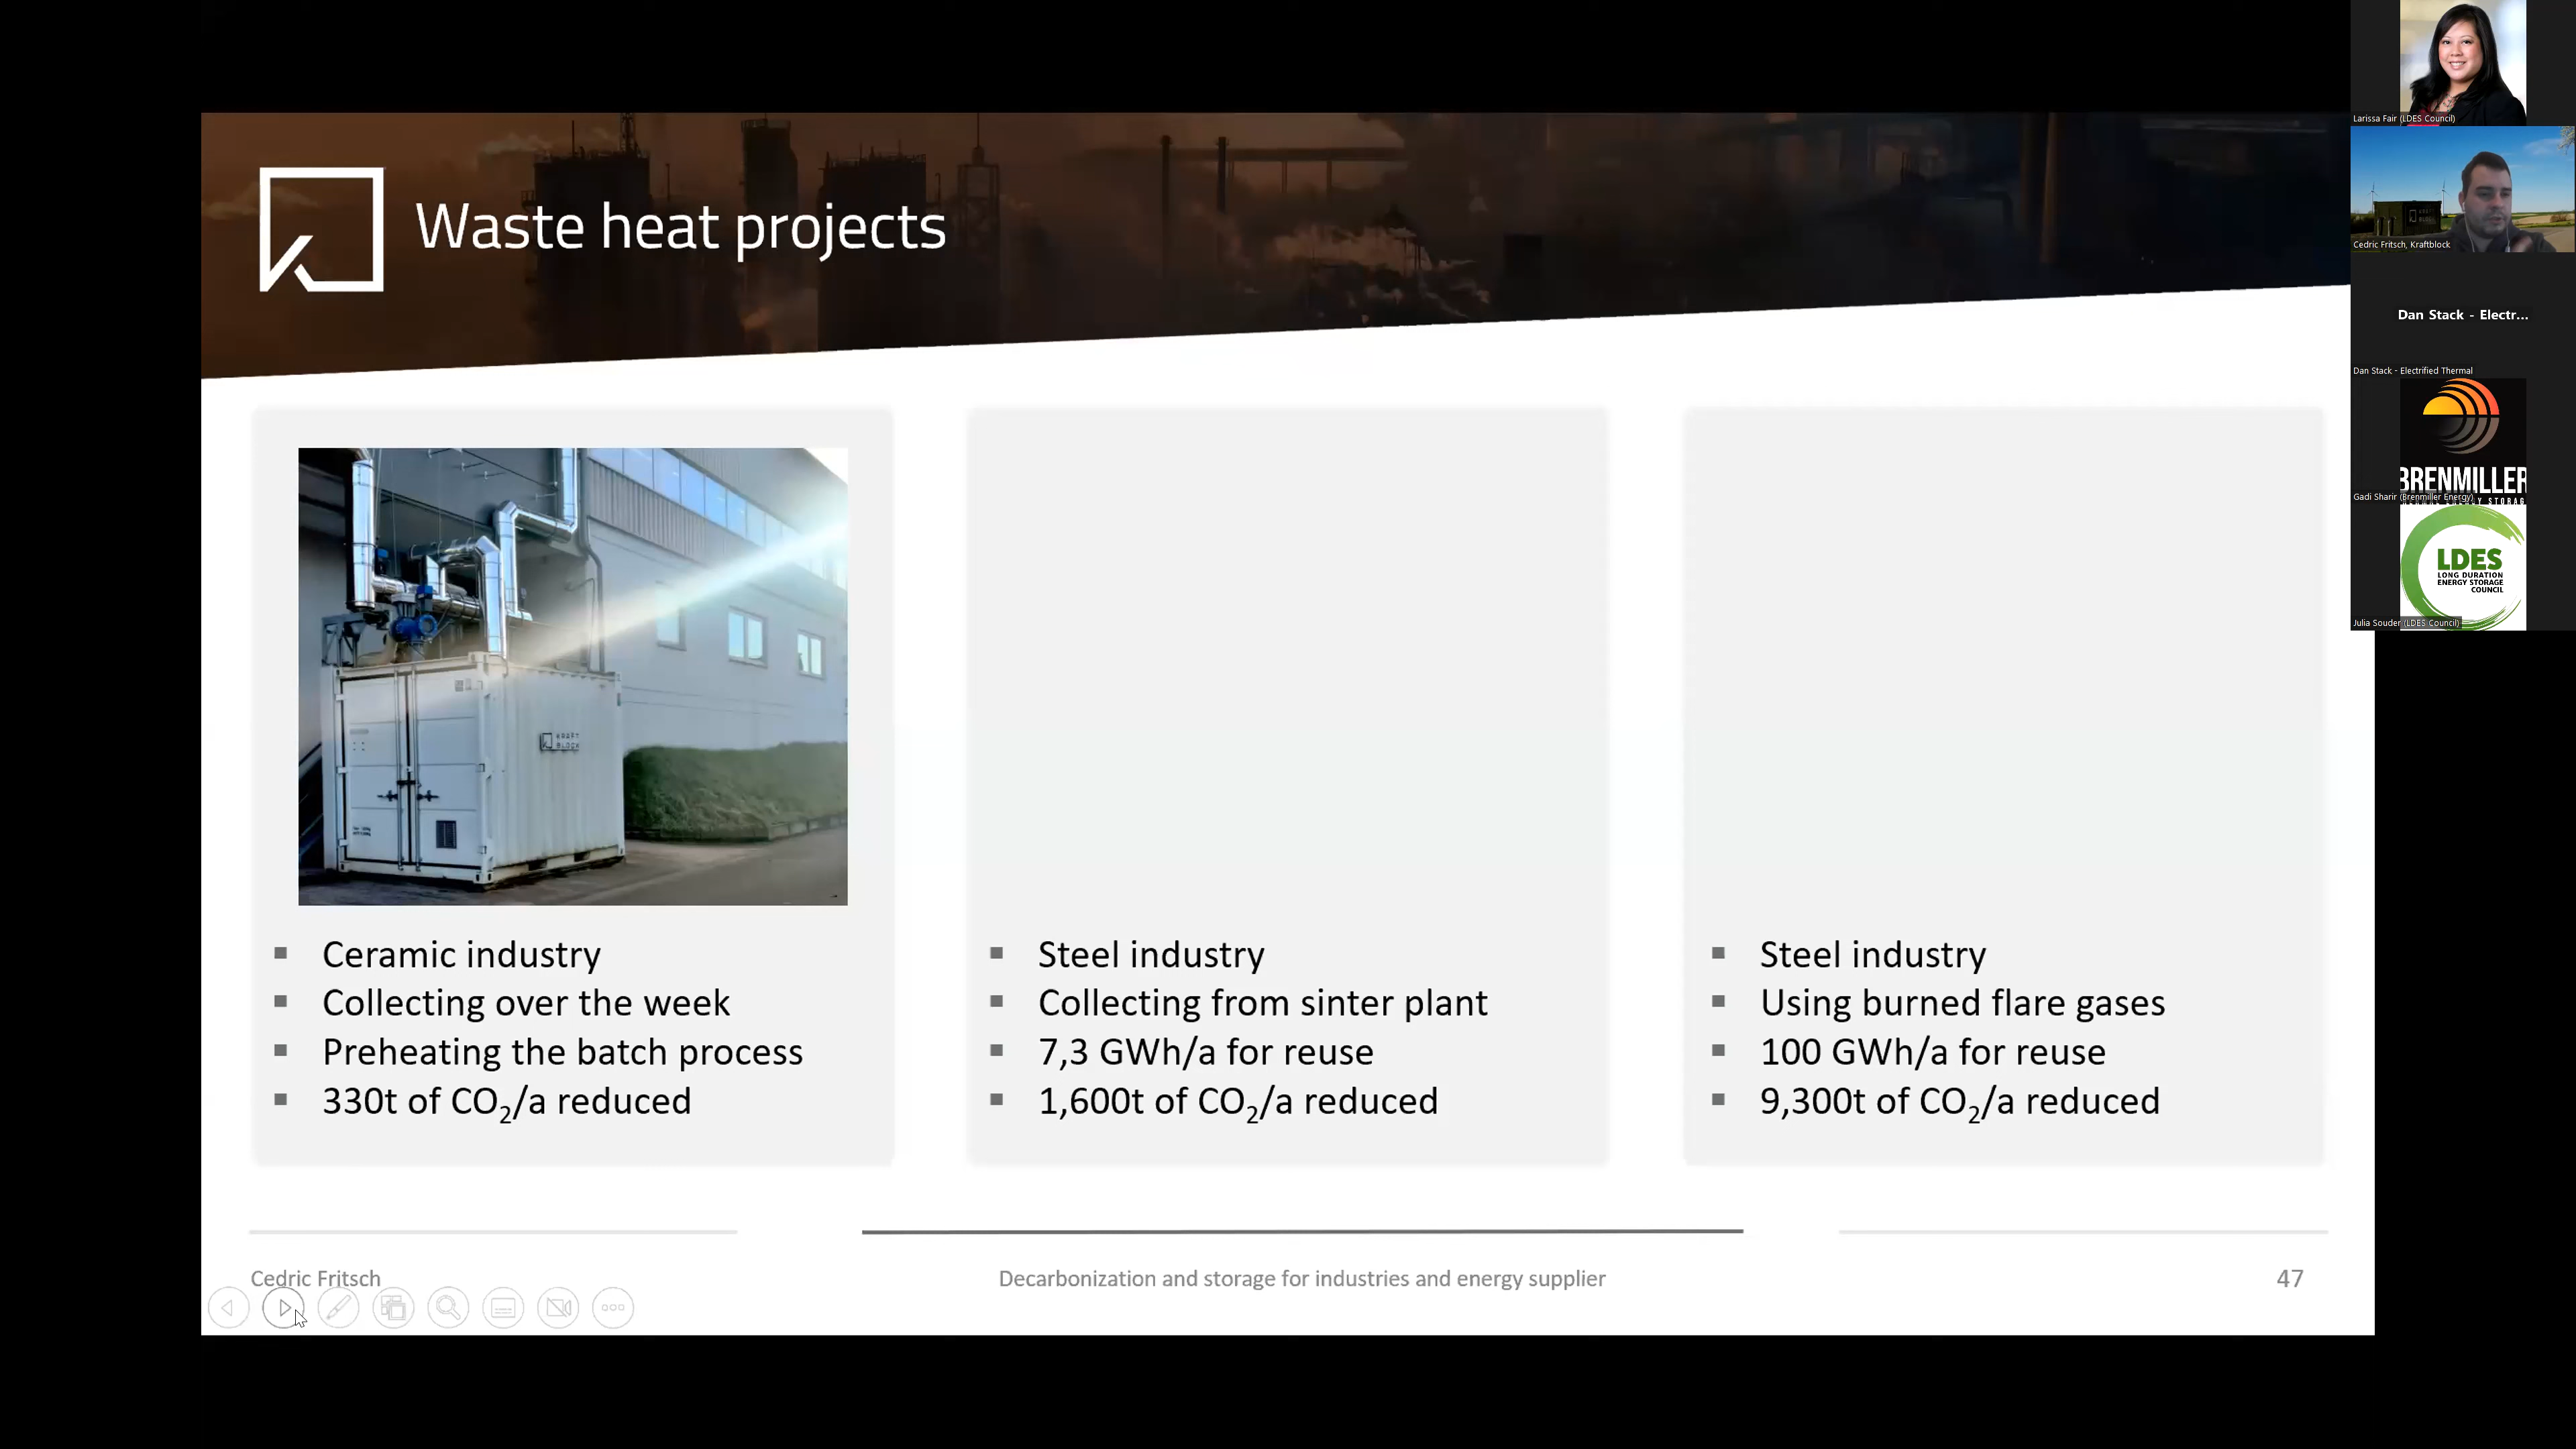 Waste heat projects
KRAFT
BLOCK
Ceramic industry
Collecting over the week
Preheating the batch process
330t of CO₂/a reduced
Steel industry
Collecting from sinter plant
7,3 GWh/a for reuse
1,600t of CO₂/a reduced
Steel industry
Using burned flare gases
100 GWh/a for reuse
9,300t of CO₂/a reduced
Cedric Fritsch
Decarbonization and storage for industries and energy supplier
47
Larissa Fair (LDES Council)
Cedric Fritsch, Kraftblock
Dan Stack - Electr...
Dan Stack - Electrified Thermal
BRENMILLER
Gadi Sharir (Brenmiller Energy)
LDES
LONG DURATION
ENERGY STORAGE
COUNCIL
Julia Souder (LDES Council)